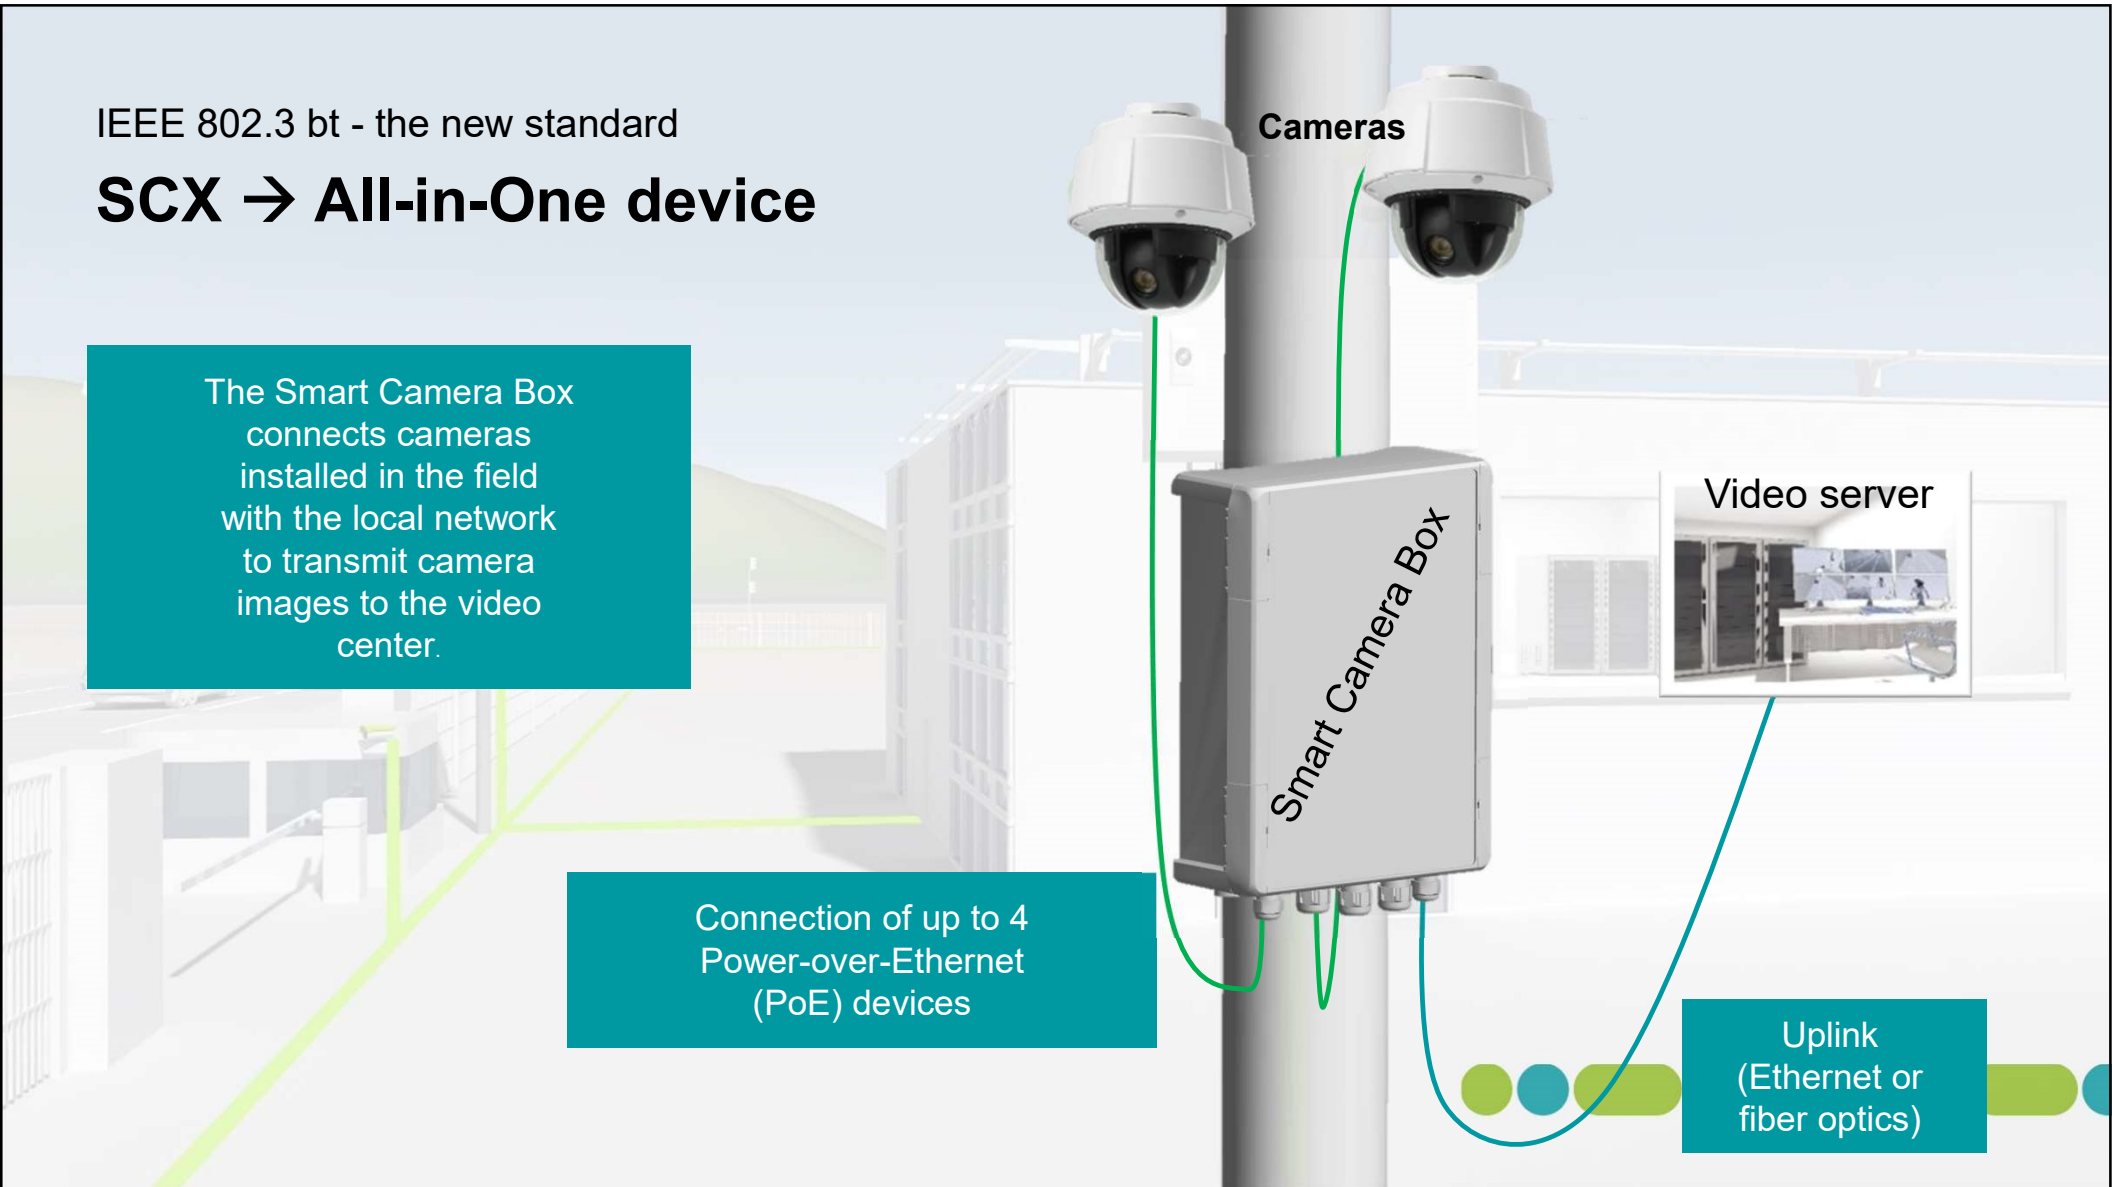 IEEE 802.3 bt - the new standard
SCX → All-in-One device
Cameras
The Smart Camera Box
connects cameras
installed in the field
with the local network
to transmit camera
images to the video
center.
Video server
Smart Camera Box
Connection of up to 4
Power-over-Ethernet
(PoE) devices
Uplink
(Ethernet or
fiber optics)